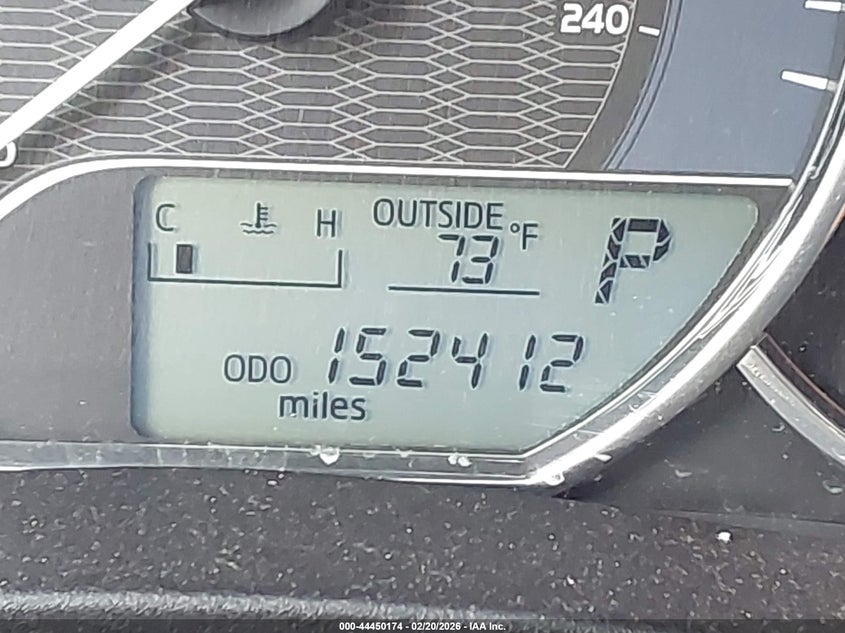 240
C H OUTSIDE °F P
73
ODO 152412
miles
000-44450174 - 02/20/2026 - IAA Inc.